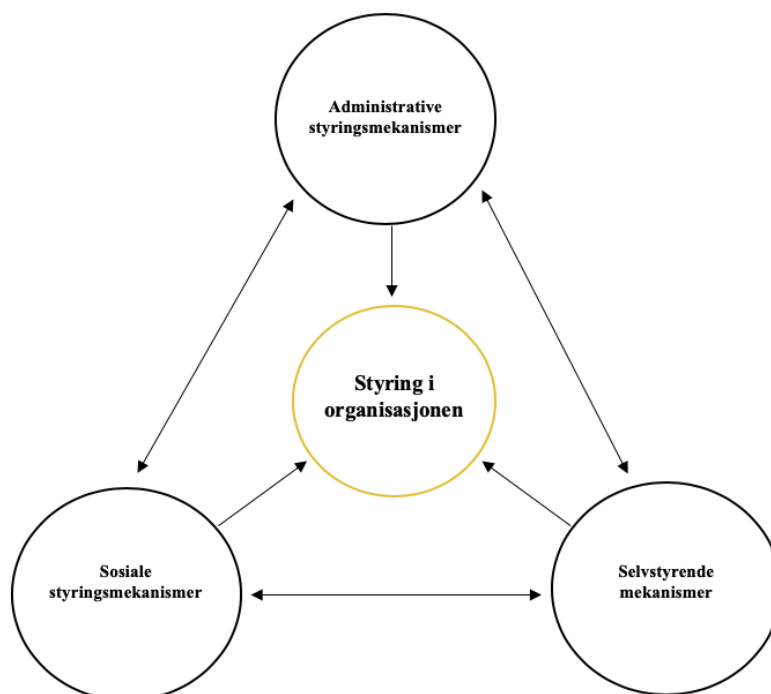 Administrative
styringsmekanismer
Styring i
organisasjonen
Sosiale
styringsmekanismer
Selvstyrende
mekanismer